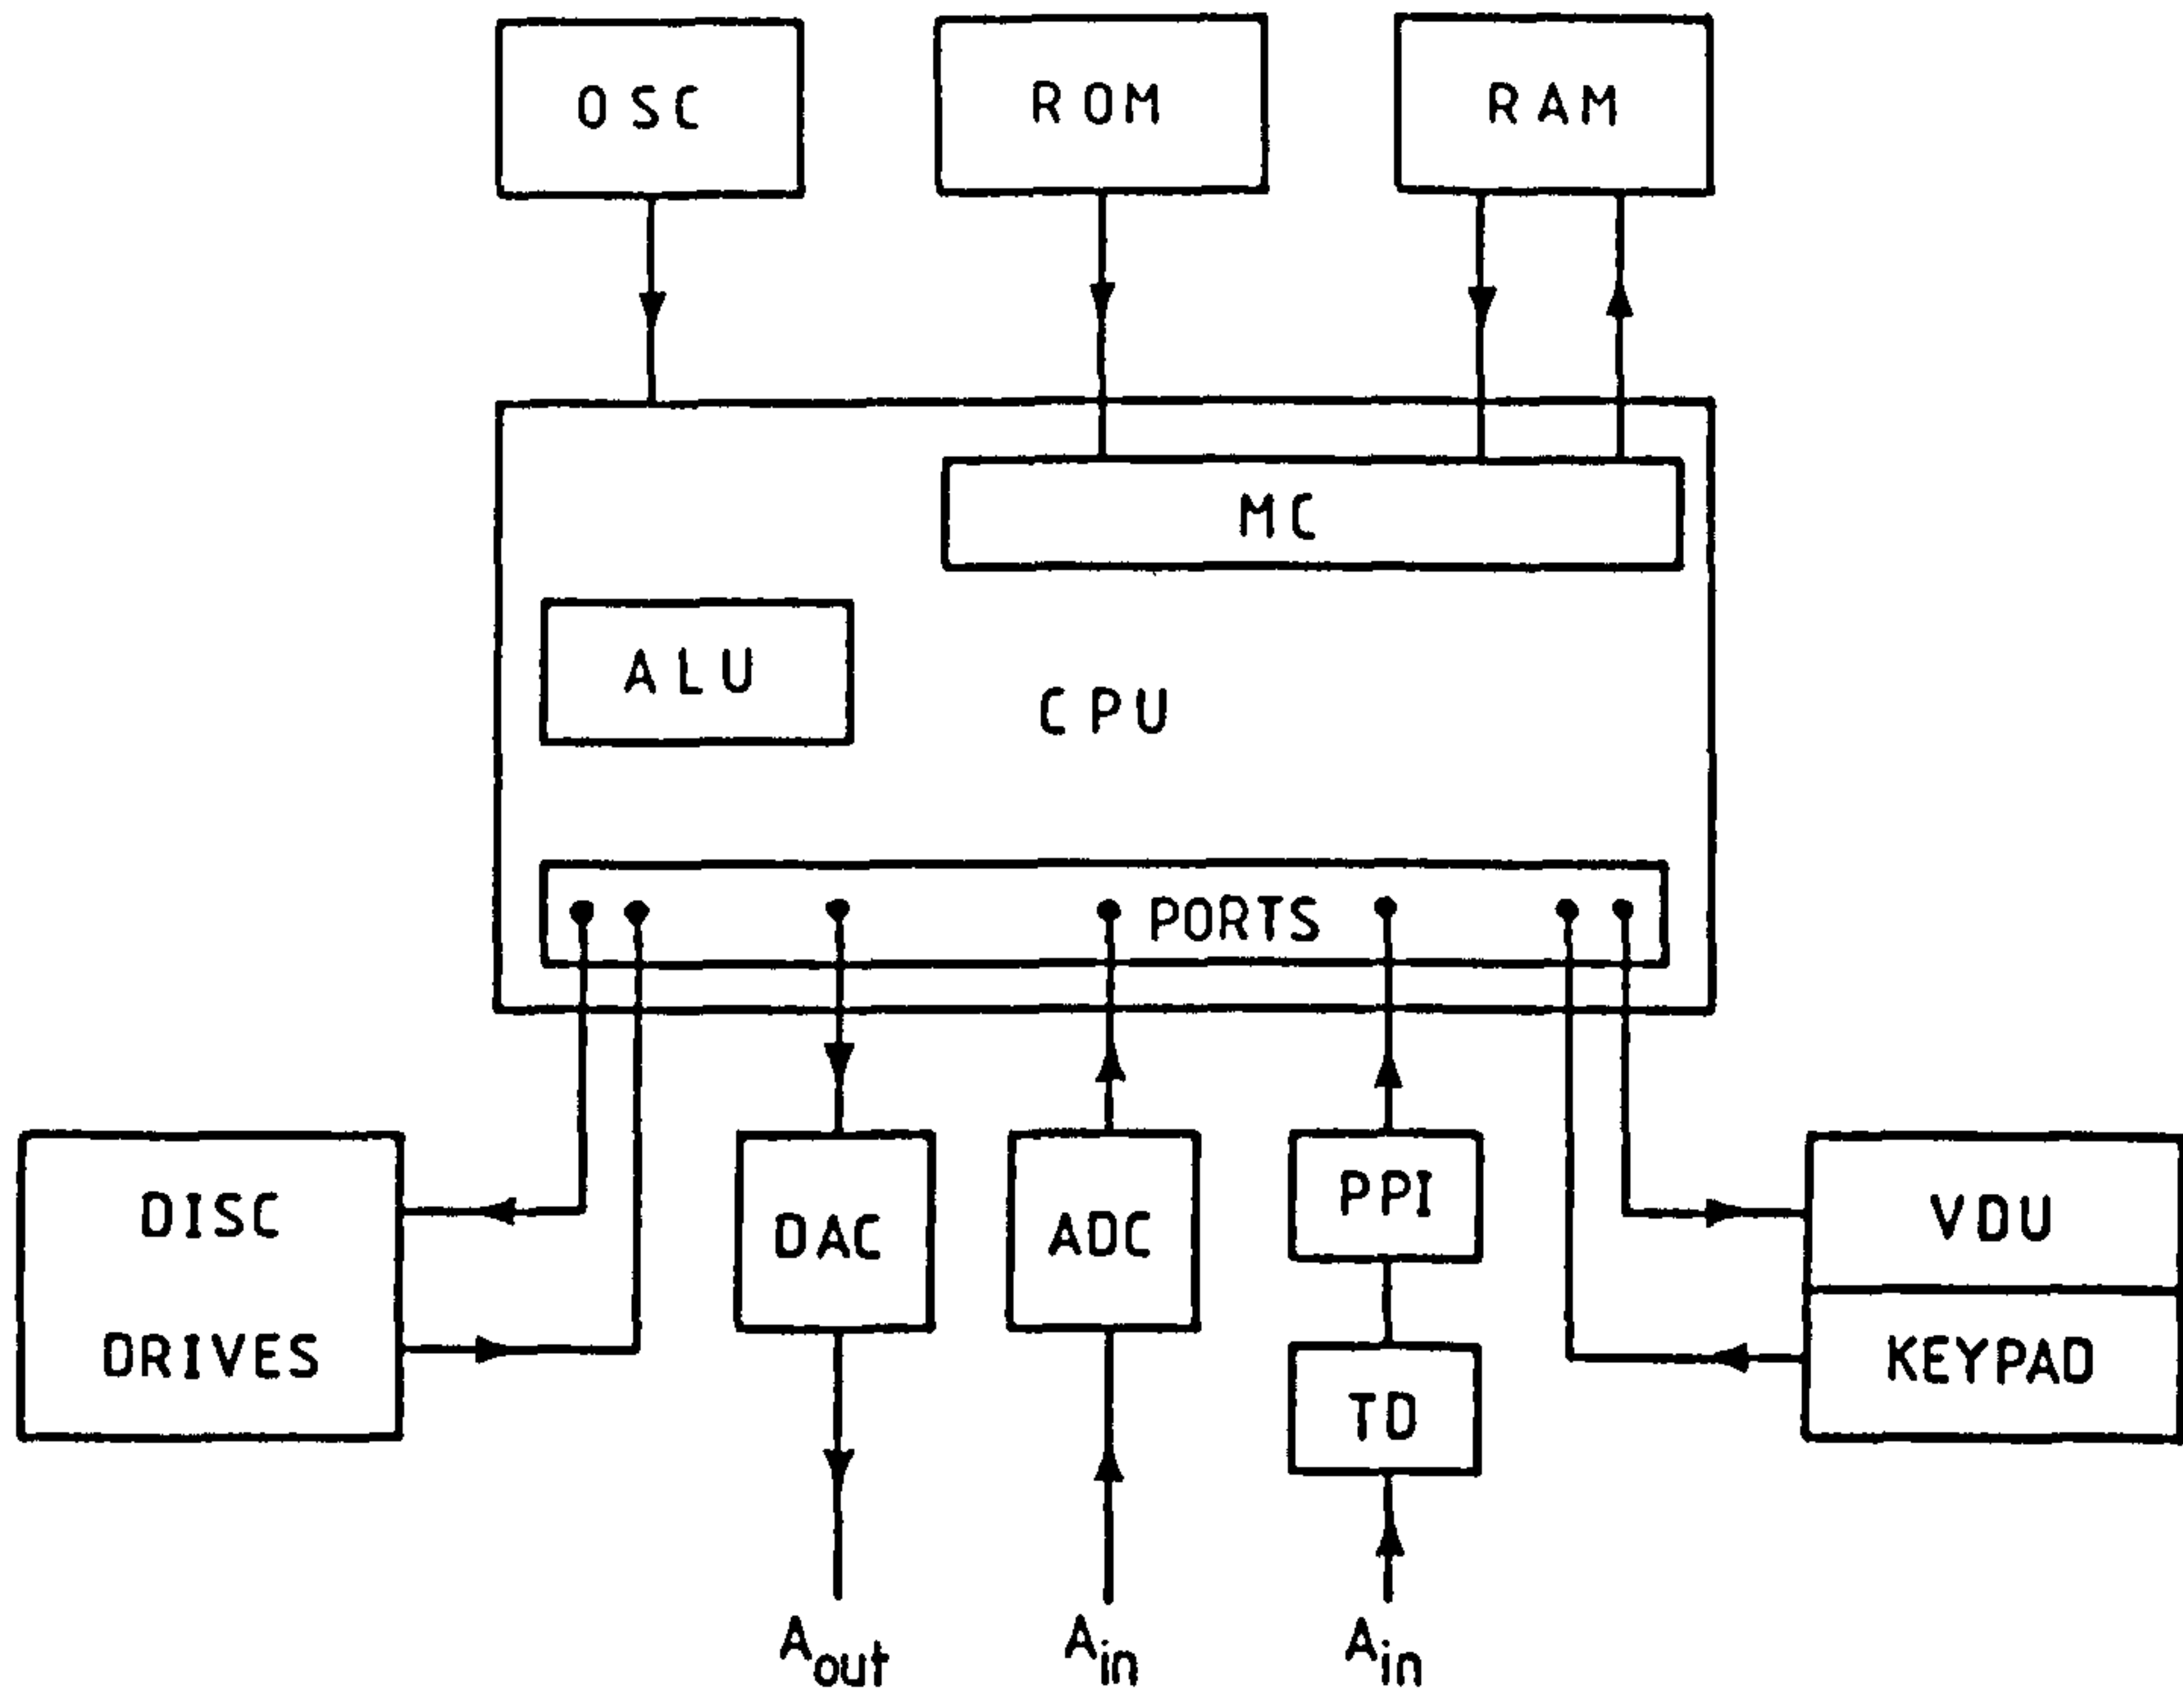 OSC
ROM
RAM
MC
ALU
CPU
PORTS
DISC
DRIVES
DAC
ADC
PPI
TD
VDU
KEYPAD
Aout
Ain
Ain